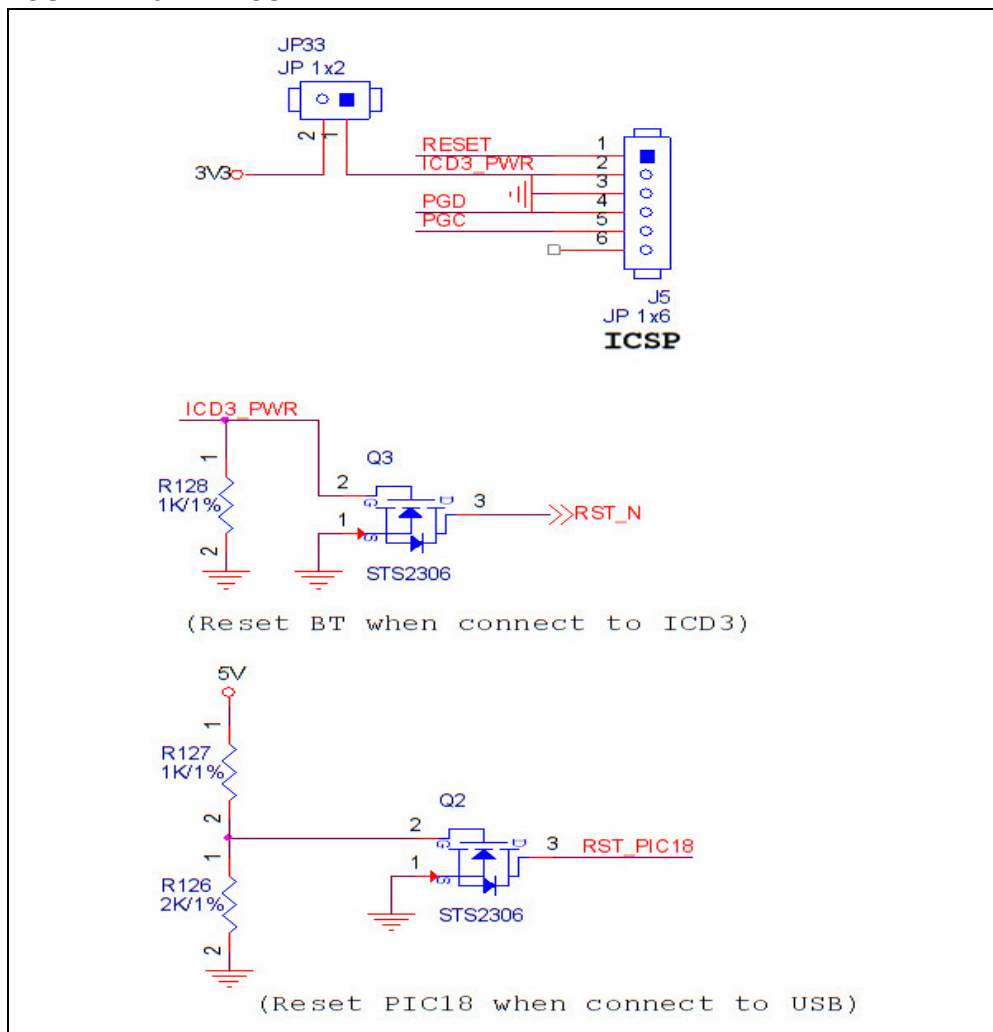 JP33
JP 1x2
2
1
3V3
RESET
ICD3_PWR
PGD
PGC
1
2
3
4
5
6
J5
JP 1x6
ICSP
ICD3_PWR
1
R128
1K/1%
2
Q3
2
G
D
3
1
S
RST_N
STS2306
(Reset BT when connect to ICD3)
5V
1
R127
1K/1%
2
1
R126
2K/1%
2
Q2
2
G
D
3
RST_PIC18
1
S
STS2306
(Reset PIC18 when connect to USB)